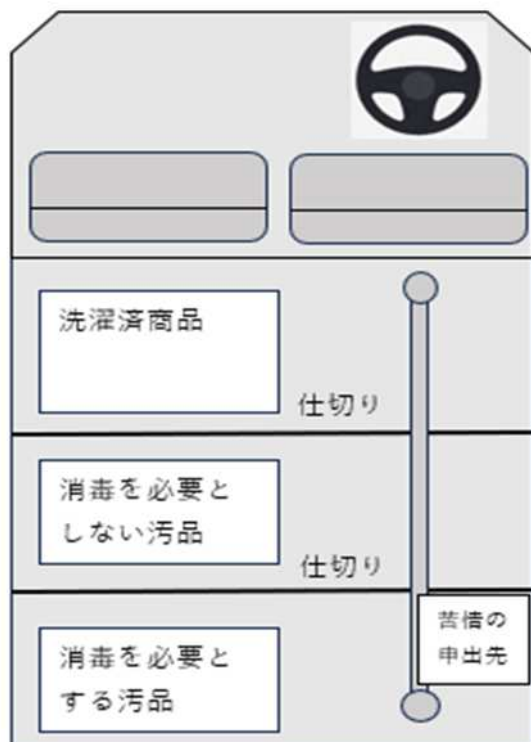 洗濯済商品
仕切り
消毒を必要と
しない汚品
仕切り
苦情の
申出先
消毒を必要と
する汚品